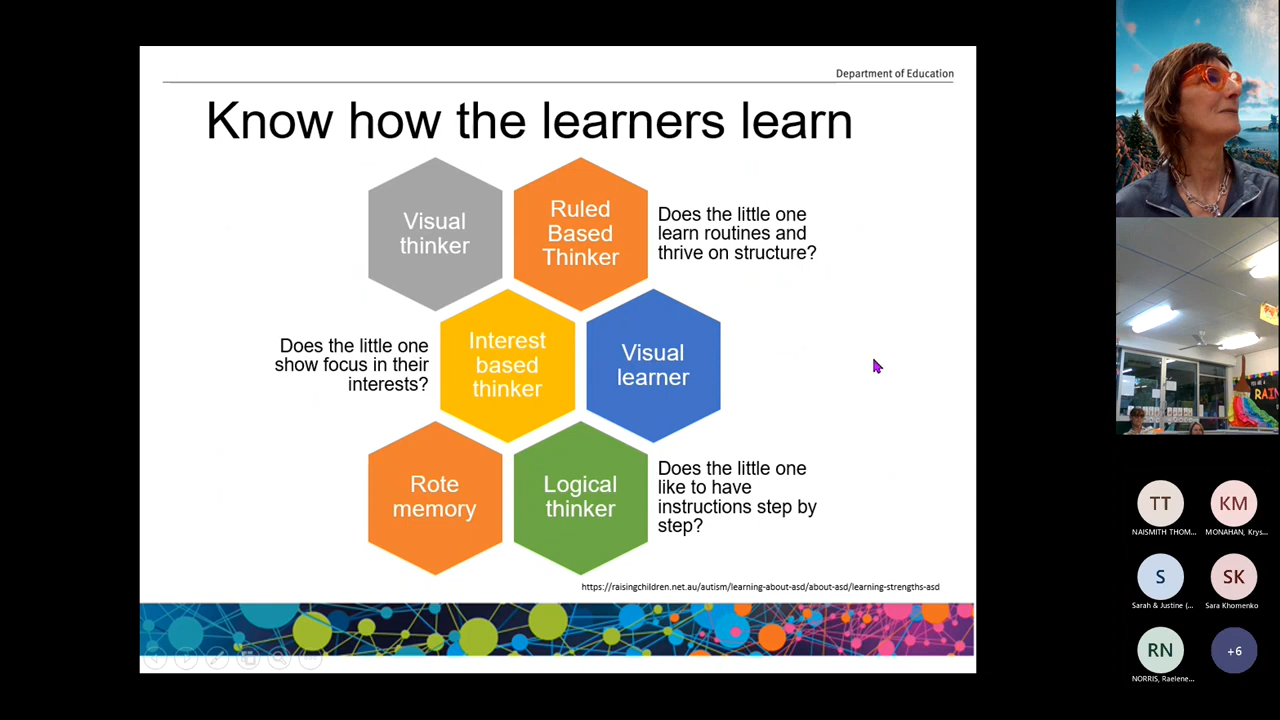 Department of Education
Know how the learners learn
Visual
thinker
Ruled
Based
Thinker
Does the little one
learn routines and
thrive on structure?
Does the little one
show focus in their
interests?
Interest
based
thinker
Visual
learner
Rote
memory
Logical
thinker
Does the little one
like to have
instructions step by
step?
https://raisingchildren.net.au/autism/learning-about-asd/about-asd/learning-strengths-asd
TT
NAISMITH THOM...
KM
MONAHAN, Krys...
S
Sarah & Justine (...
SK
Sara Khomenko
RN
NORRIS, Raelene...
+6